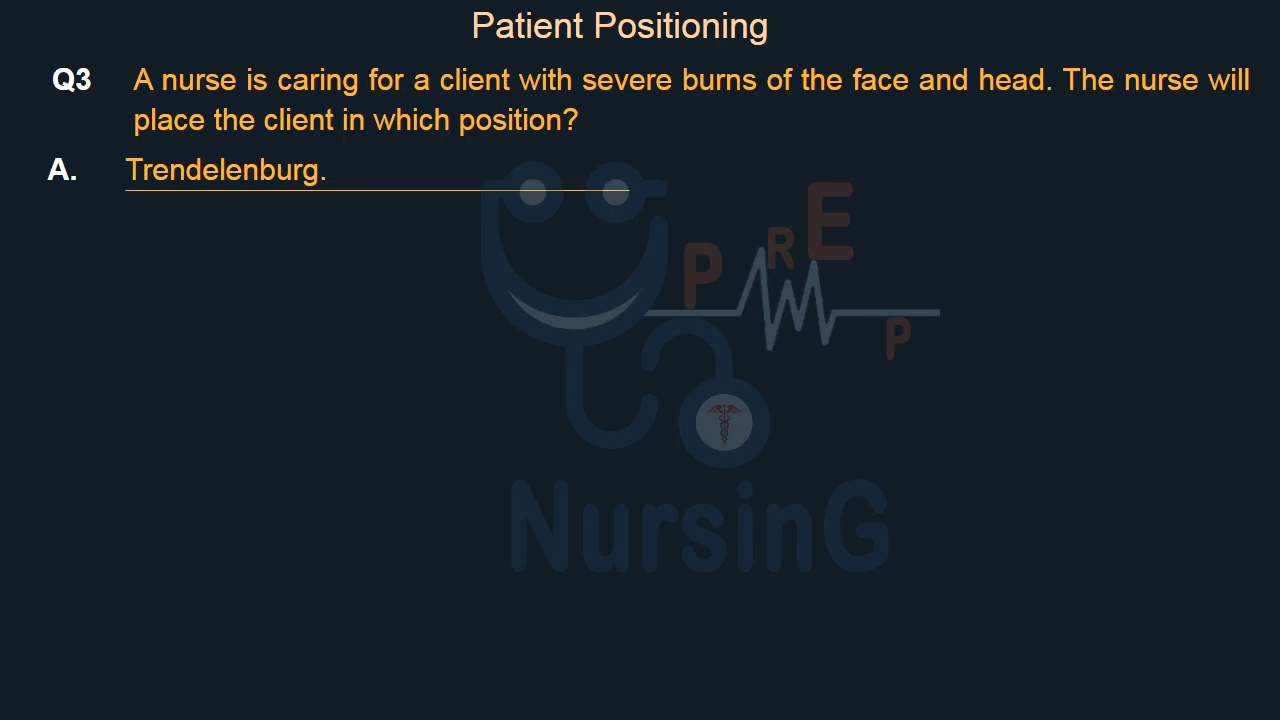 Patient Positioning
Q3 A nurse is caring for a client with severe burns of the face and head. The nurse will
place the client in which position?
A. Trendelenburg.
PREP
NursinG